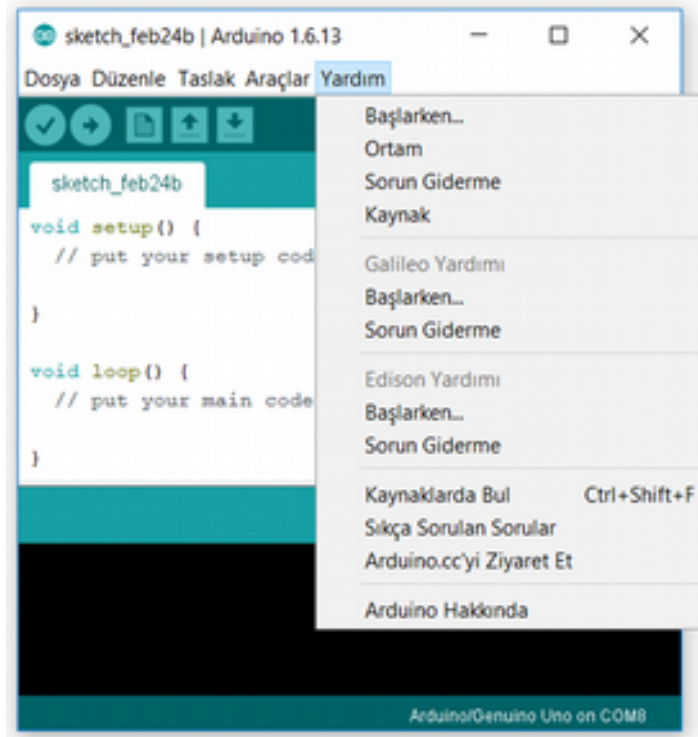 sketch_feb24b | Arduino 1.6.13
Dosya Düzenle Taslak Araçlar Yardım
sketch_feb24b
void setup() {
// put your setup cod
}
void loop() {
// put your main code
}
Başlarken...
Ortam
Sorun Giderme
Kaynak
Galileo Yardımı
Başlarken...
Sorun Giderme
Edison Yardımı
Başlarken...
Sorun Giderme
Kaynaklarda Bul Ctrl+Shift+F
Sıkça Sorulan Sorular
Arduino.cc'yi Ziyaret Et
Arduino Hakkında
Arduino/Genuino Uno on COM8